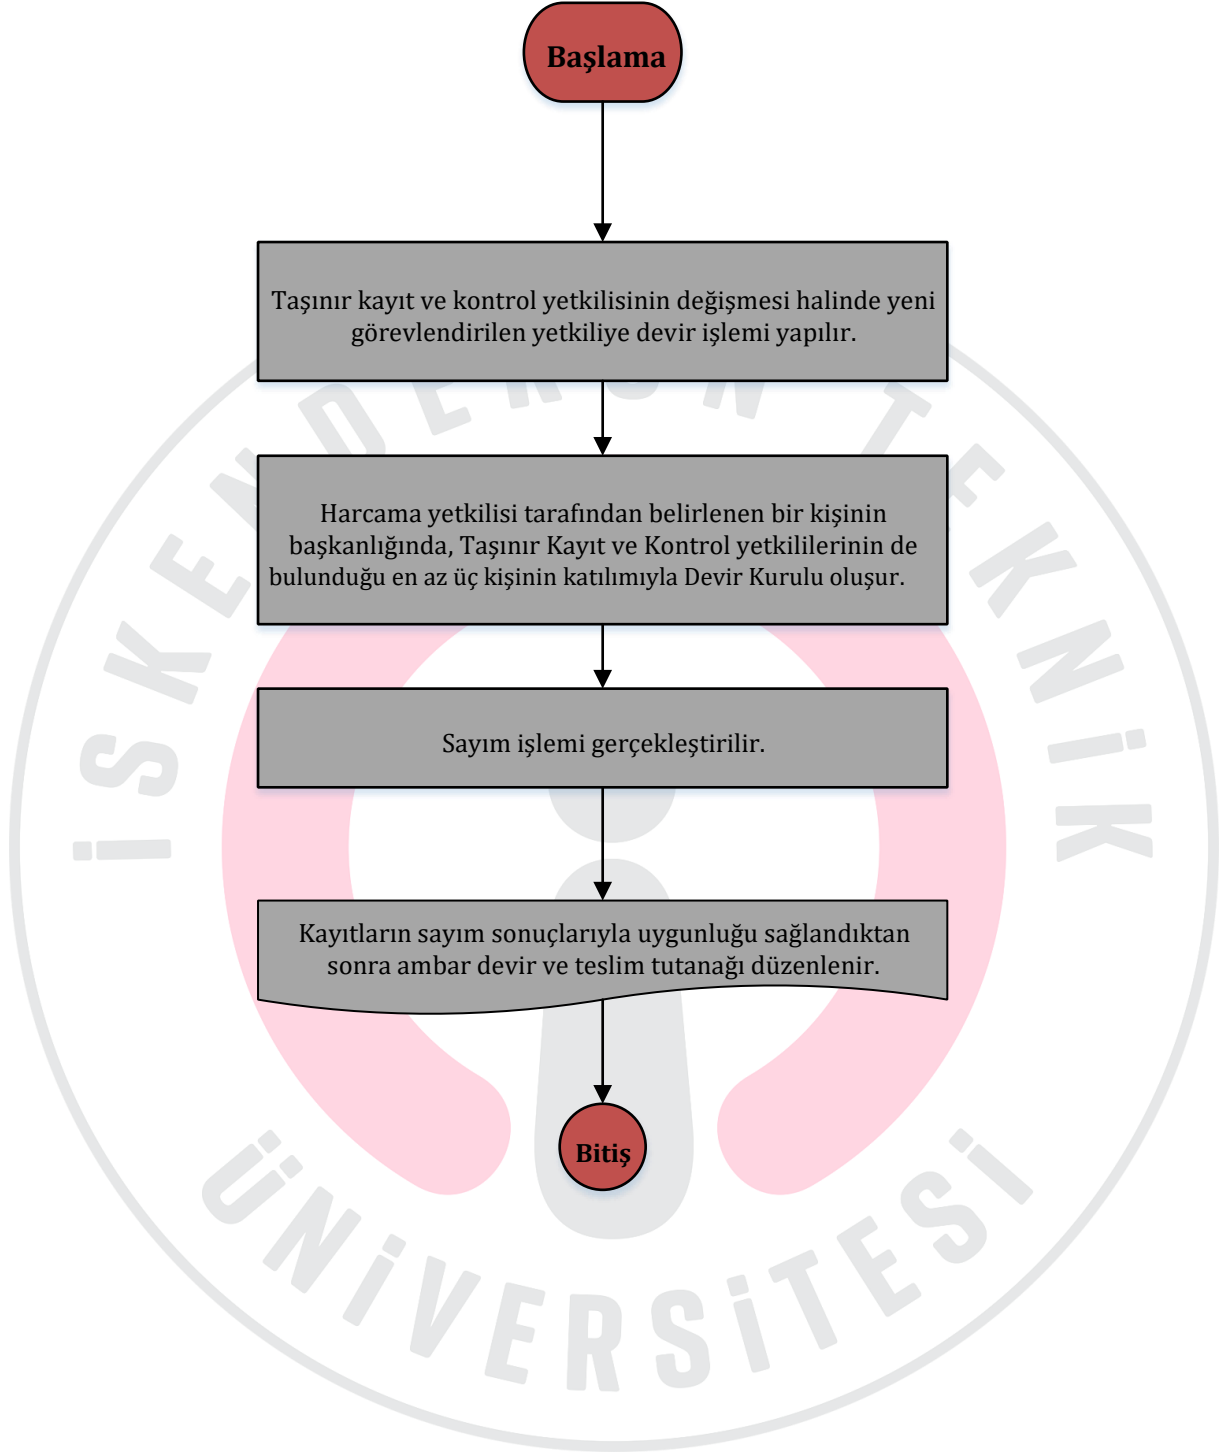 Başlama
Taşınır kayıt ve kontrol yetkilisinin değişmesi halinde yeni
görevlendirilen yetkiliye devir işlemi yapılır.
Harcama yetkilisi tarafından belirlenen bir kişinin
başkanlığında, Taşınır Kayıt ve Kontrol yetkililerinin de
bulunduğu en az üç kişinin katılımıyla Devir Kurulu oluşur.
Sayım işlemi gerçekleştirilir.
Kayıtların sayım sonuçlarıyla uygunluğu sağlandıktan
sonra ambar devir ve teslim tutanağı düzenlenir.
Bitiş
İSKENDERUN TEKNİK
ÜNİVERSİTESİ